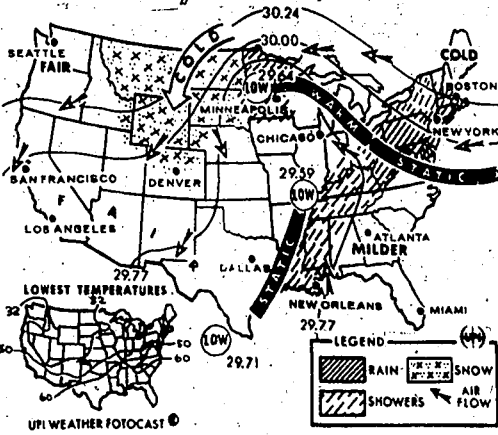 30.24
30.00
COLD
SEATTLE
FAIR
COLD
29.64
LOW
BOSTON
MINNEAPOLIS
WARM
NEW YORK
CHICAGO
STATIC
29.59
SAN FRANCISCO
DENVER
LOW
F A I R
LOS ANGELES
ATLANTA
MILDER
DALLAS
STATIC
29.77
NEW ORLEANS
MIAMI
29.77
LOWEST TEMPERATURES
32
32
LOW
29.71
50
50
60
60
LEGEND
RAIN
SNOW
SHOWERS
AIR
FLOW
UPI WEATHER FOTOCAST